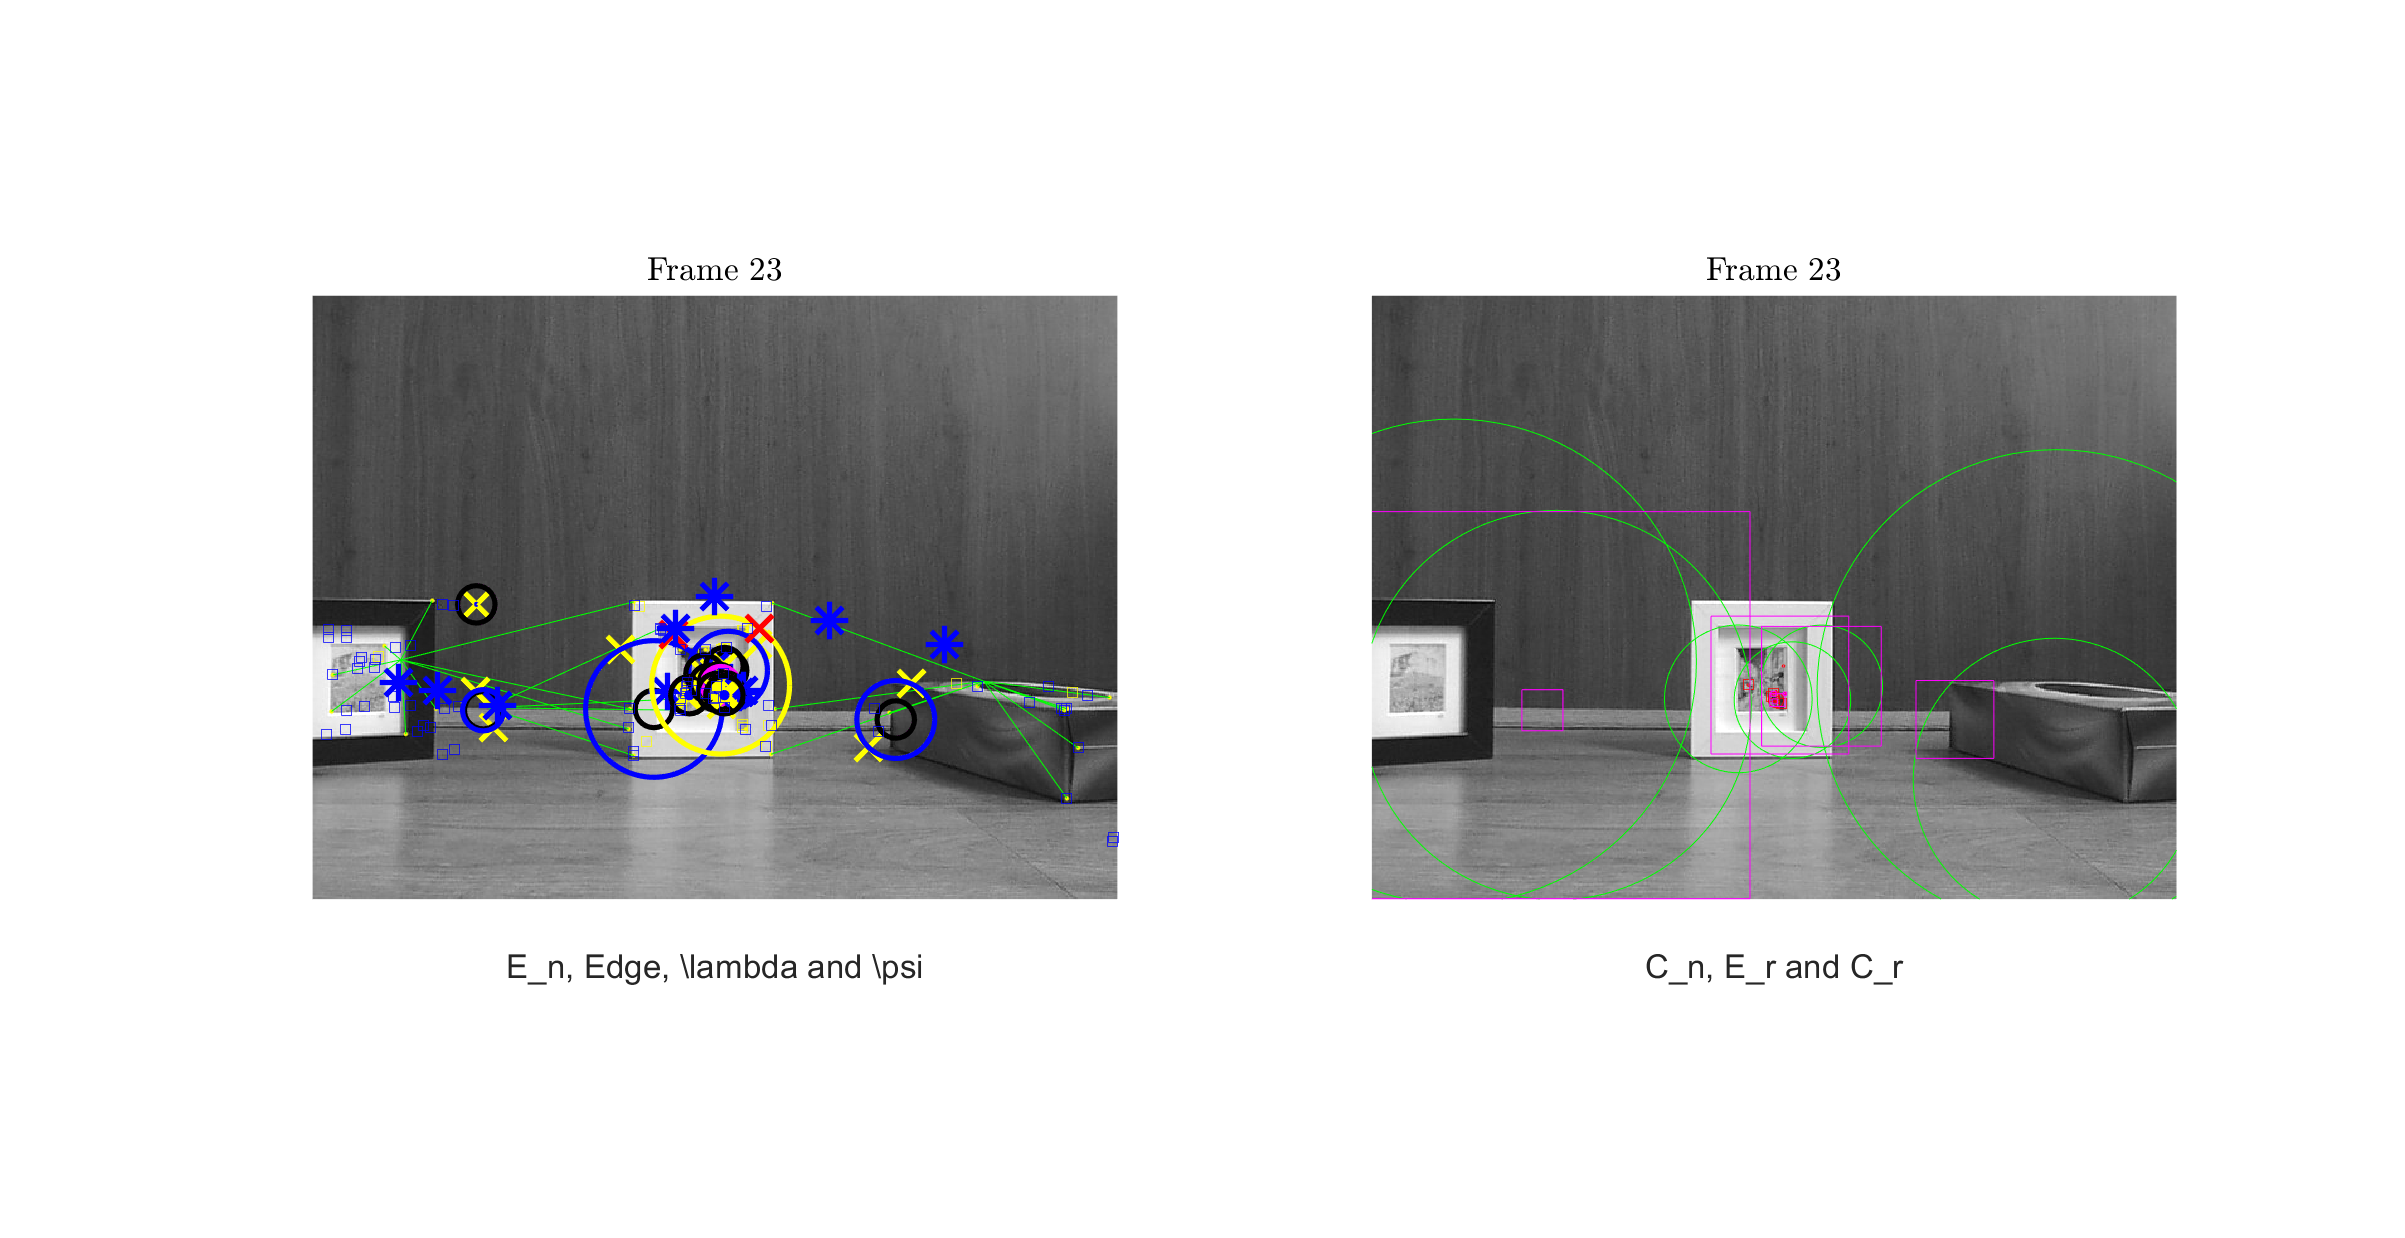 Frame 23
Frame 23
E_n, Edge, \lambda and \psi
C_n, E_r and C_r